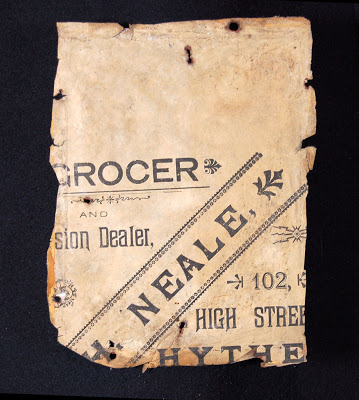 GROCER
AND
sion Dealer,
NEALE,
102,
HIGH STREE
HYTHE